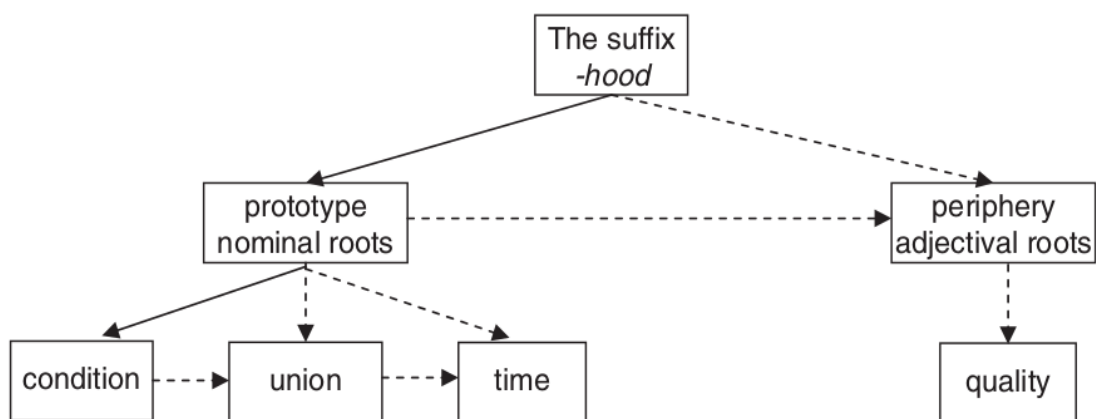 The suffix
-hood
prototype
nominal roots
periphery
adjectival roots
condition
union
time
quality